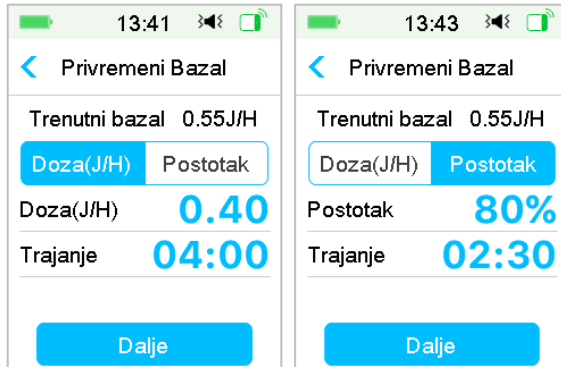 13:41
Privremeni Bazal
Trenutni bazal 0.55J/H
Doza(J/H) Postotak
Doza(J/H) 0.40
Trajanje 04:00
Dalje
13:43
Privremeni Bazal
Trenutni bazal 0.55J/H
Doza(J/H) Postotak
Postotak 80%
Trajanje 02:30
Dalje